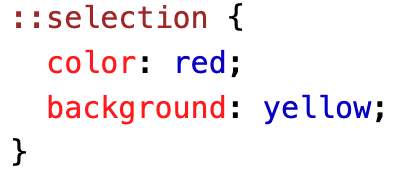 ::selection {
  color: red;
  background: yellow;
}